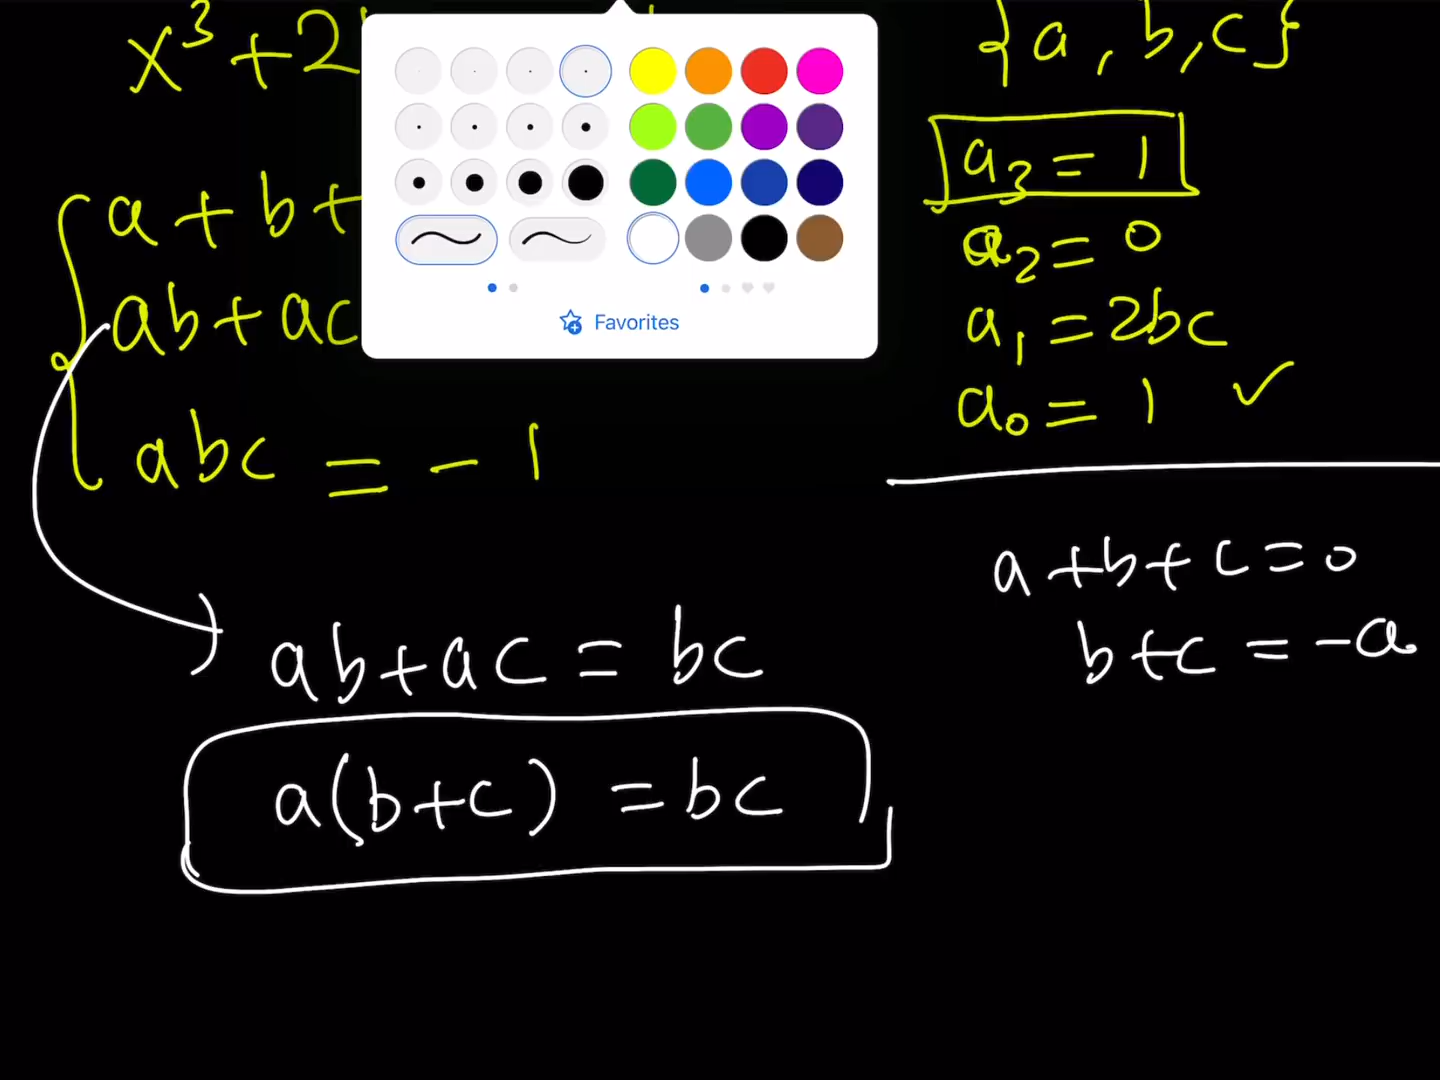 x³+2
{a, b, c}
a+b+
ab+ac
abc = -1
a₃ = 1
a₂ = 0
a₁ = 2bc
a₀ = 1 ✓
Favorites
ab+ac = bc
a(b+c) = bc
a+b+c=0
b+c = -a